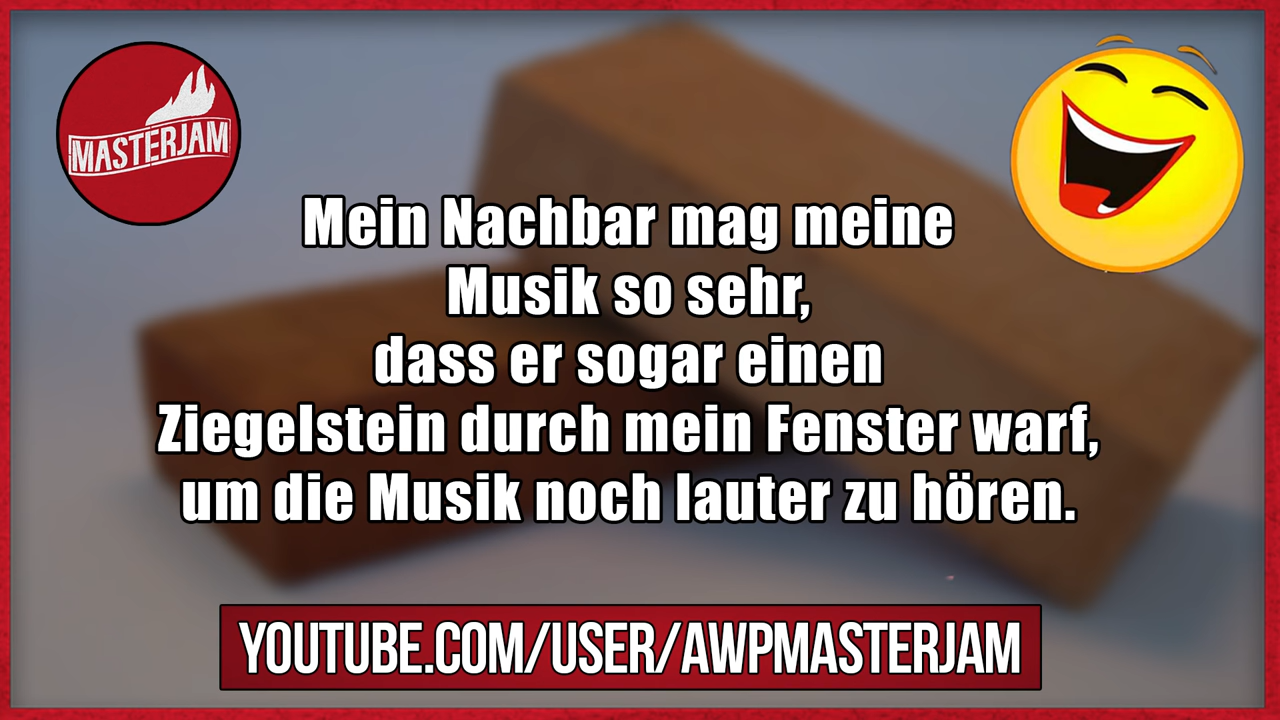 MASTERJAM
Mein Nachbar mag meine
Musik so sehr,
dass er sogar einen
Ziegelstein durch mein Fenster warf,
um die Musik noch lauter zu hören.
YOUTUBE.COM/USER/AWPMASTERJAM